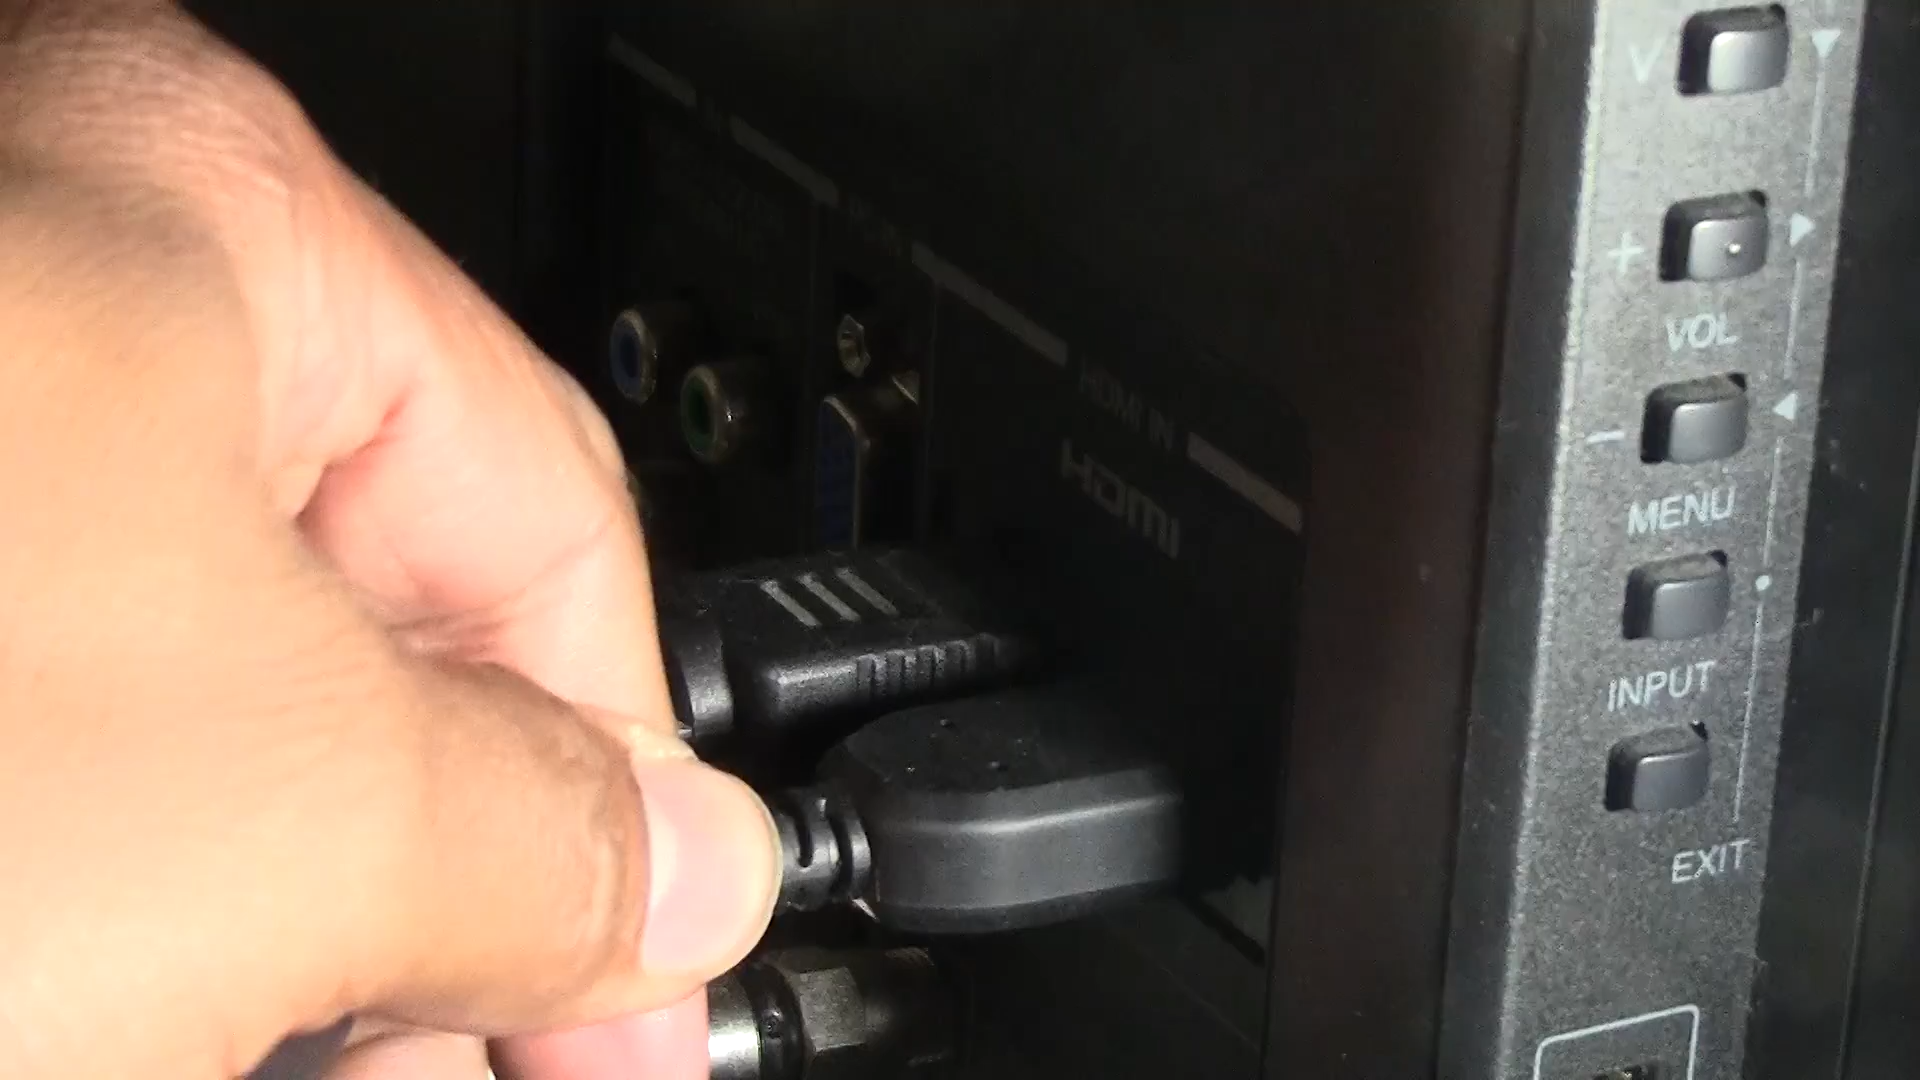 V
+
VOL
-
MENU
INPUT
EXIT
HDMI IN
HDMI